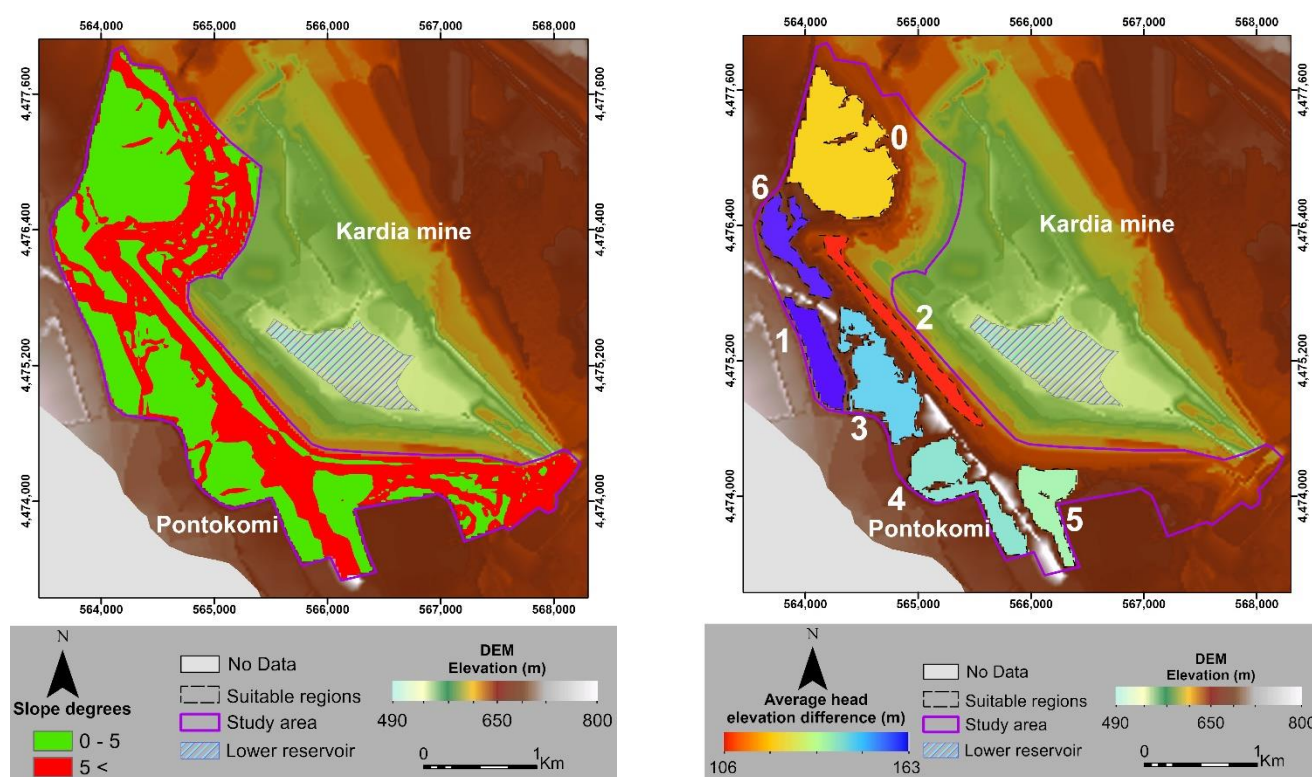 564,000 565,000 566,000 567,000 568,000
4,477,600
4,476,400
4,475,200
4,474,000
Kardia mine
Pontokomi
564,000 565,000 566,000 567,000 568,000
N
Slope degrees
0 - 5
5 <
No Data
Suitable regions
Study area
Lower reservoir
DEM
Elevation (m)
490 650 800
0 1
Km
564,000 565,000 566,000 567,000 568,000
4,477,600
4,476,400
4,475,200
4,474,000
0
6
Kardia mine
2
1
3
4
Pontokomi
5
564,000 565,000 566,000 567,000 568,000
N
Average head
elevation difference (m)
106 163
No Data
Suitable regions
Study area
Lower reservoir
DEM
Elevation (m)
490 650 800
0 1
Km